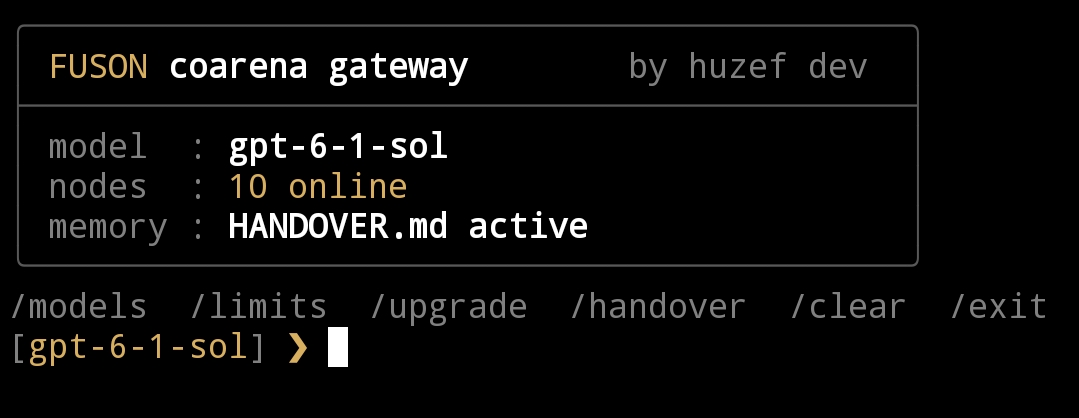 FUSON coarena gateway by huzef dev
model : gpt-6-1-sol
nodes : 10 online
memory : HANDOVER.md active
/models /limits /upgrade /handover /clear /exit
[gpt-6-1-sol] ❯